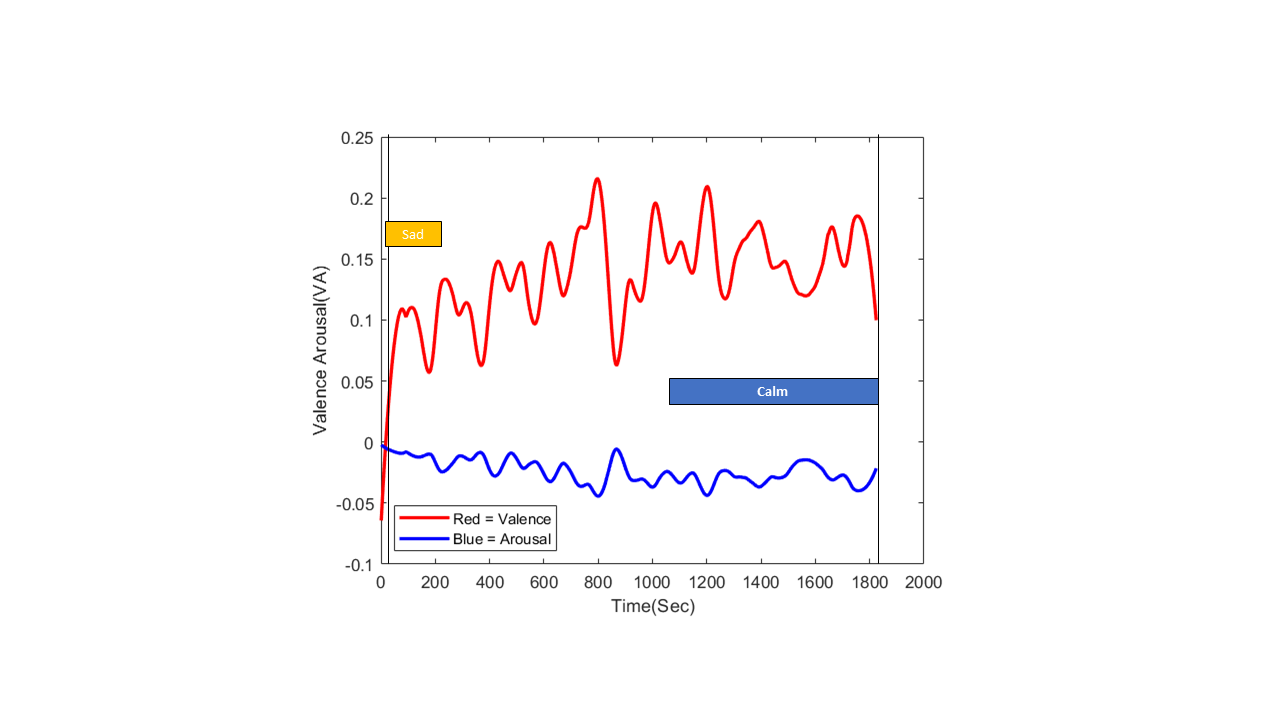 Valence Arousal(VA)
0.25
0.2
0.15
0.1
0.05
0
-0.05
-0.1
Sad
Calm
Red = Valence
Blue = Arousal
0 200 400 600 800 1000 1200 1400 1600 1800 2000
Time(Sec)